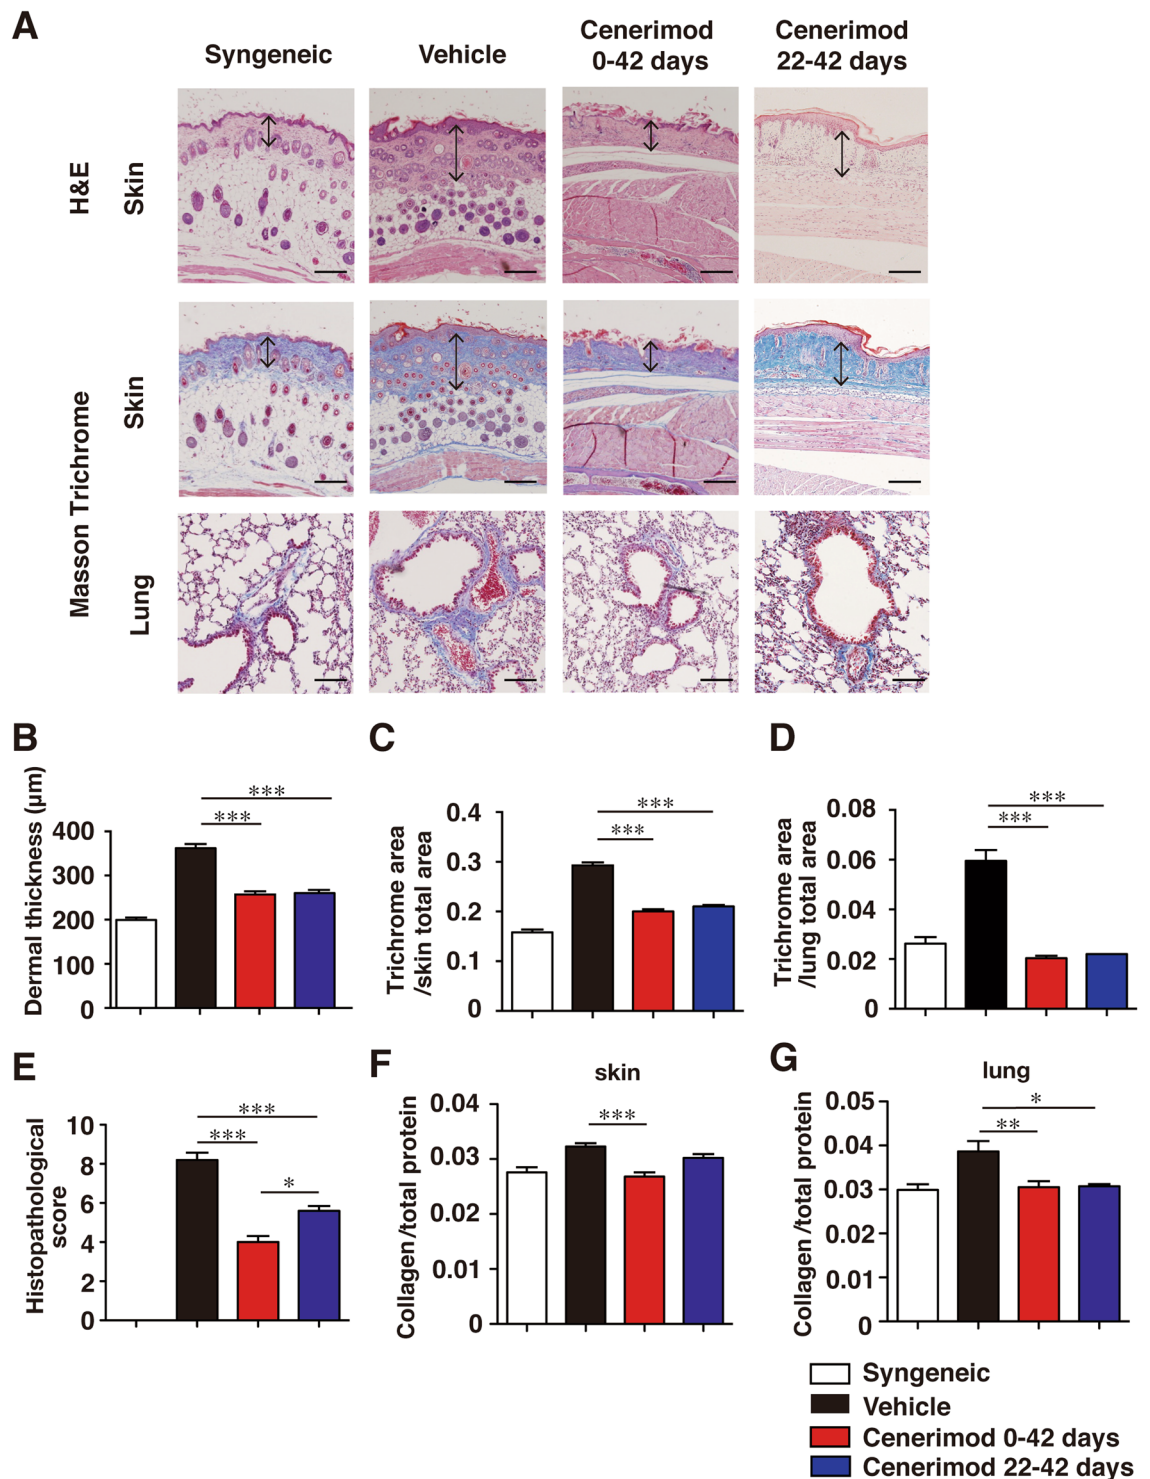 A
Syngeneic
Vehicle
Cenerimod
0-42 days
Cenerimod
22-42 days
H&E
Skin
Masson Trichrome
Skin
Lung
B
Dermal thickness (μm)
400
300
200
100
0
***
***
C
Trichrome area
/skin total area
0.4
0.3
0.2
0.1
0
***
***
D
Trichrome area
/lung total area
0.08
0.06
0.04
0.02
0
***
***
E
Histopathological
score
10
8
6
4
2
0
***
***
*
F
skin
Collagen/total protein
0.04
0.03
0.02
0.01
0
***
G
lung
Collagen/total protein
0.05
0.04
0.03
0.02
0.01
0
*
**
Syngeneic
Vehicle
Cenerimod 0-42 days
Cenerimod 22-42 days